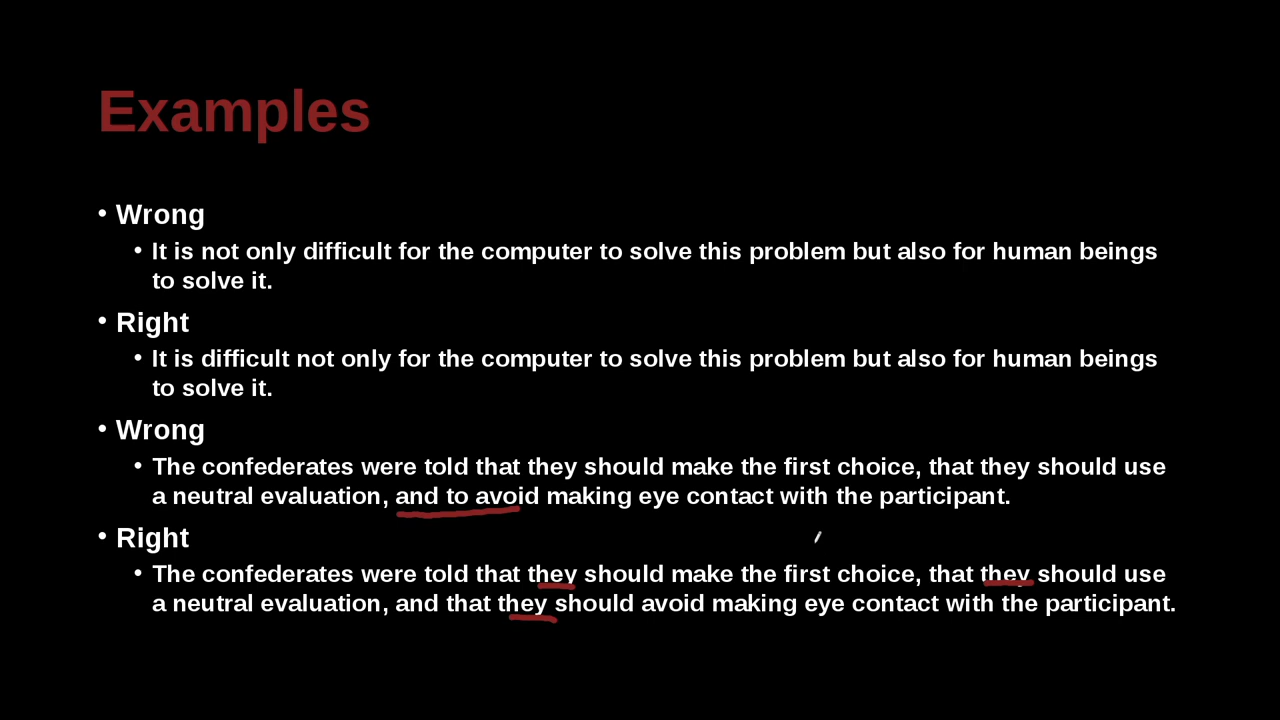 Examples
• Wrong
• It is not only difficult for the computer to solve this problem but also for human beings
to solve it.
• Right
• It is difficult not only for the computer to solve this problem but also for human beings
to solve it.
• Wrong
• The confederates were told that they should make the first choice, that they should use
a neutral evaluation, and to avoid making eye contact with the participant.
• Right
• The confederates were told that they should make the first choice, that they should use
a neutral evaluation, and that they should avoid making eye contact with the participant.